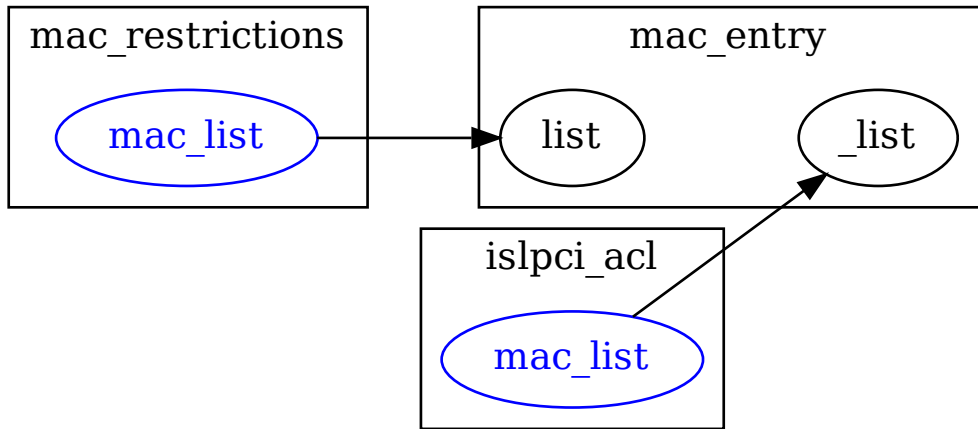 mac_restrictions
mac_list
mac_entry
list
_list
islpci_acl
mac_list